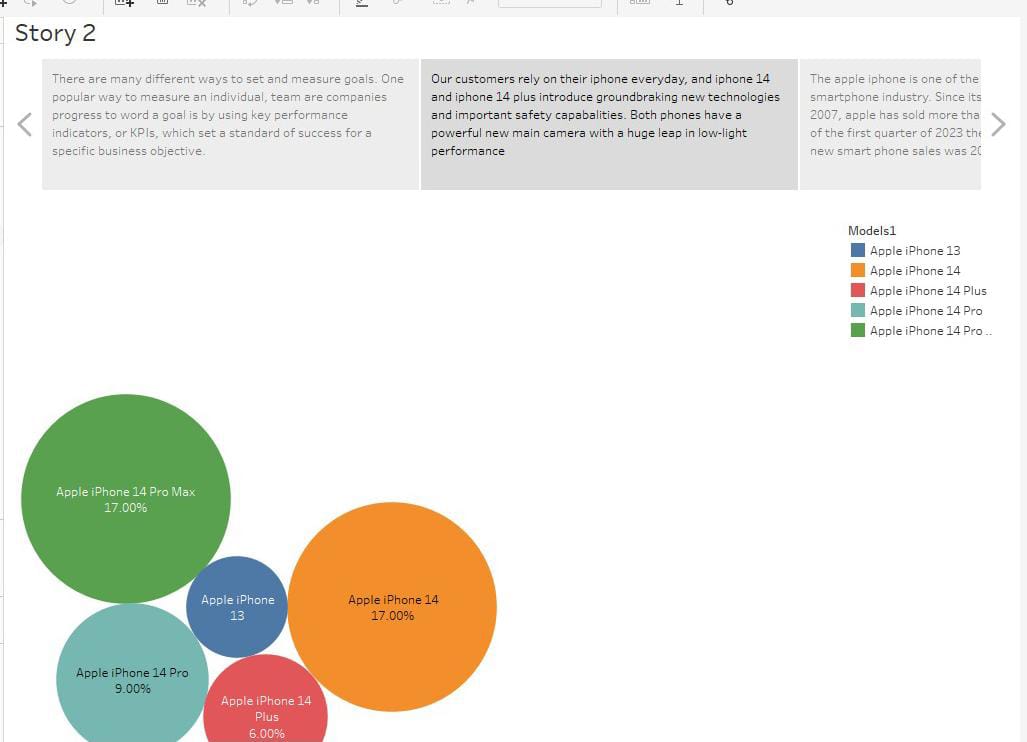 Story 2
There are many different ways to set and measure goals. One
popular way to measure an individual, team are companies
progress to word a goal is by using key performance
indicators, or KPIs, which set a standard of success for a
specific business objective.
Our customers rely on their iphone everyday, and iphone 14
and iphone 14 plus introduce groundbraking new technologies
and important safety capabalities. Both phones have a
powerful new main camera with a huge leap in low-light
performance
The apple iphone is one of the
smartphone industry. Since its
2007, apple has sold more tha
of the first quarter of 2023 the
new smart phone sales was 20
Models1
Apple iPhone 13
Apple iPhone 14
Apple iPhone 14 Plus
Apple iPhone 14 Pro
Apple iPhone 14 Pro ..
Apple iPhone 14 Pro Max
17.00%
Apple iPhone
13
Apple iPhone 14
17.00%
Apple iPhone 14 Pro
9.00%
Apple iPhone 14
Plus
6.00%